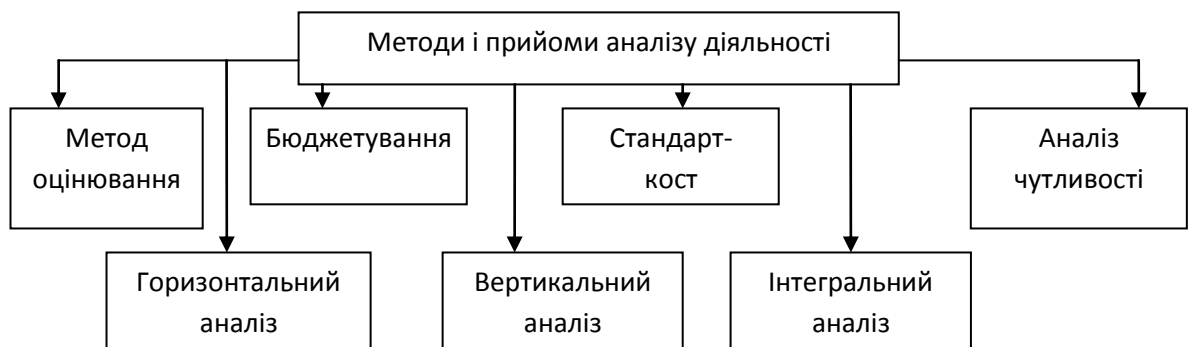 Методи і прийоми аналізу діяльності
Метод
оцінювання
Бюджетування
Стандарт-
кост
Аналіз
чутливості
Горизонтальний
аналіз
Вертикальний
аналіз
Інтегральний
аналіз